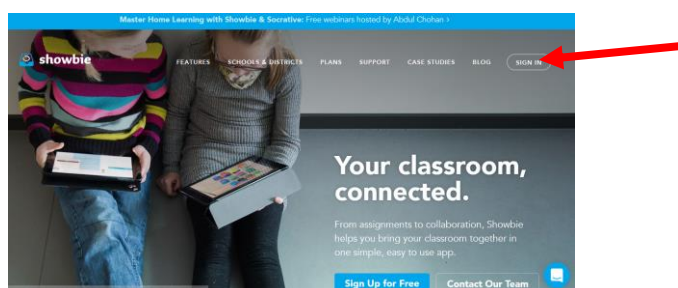 Master Home Learning with Showbie & Socrative: Free webinars hosted by Abdul Chohan >
showbie
FEATURES SCHOOLS & DISTRICTS PLANS SUPPORT CASE STUDIES BLOG SIGN IN
Your classroom,
connected.
From assignments to collaboration, Showbie
helps you bring your classroom together in
one simple, easy to use app.
Sign Up for Free Contact Our Team